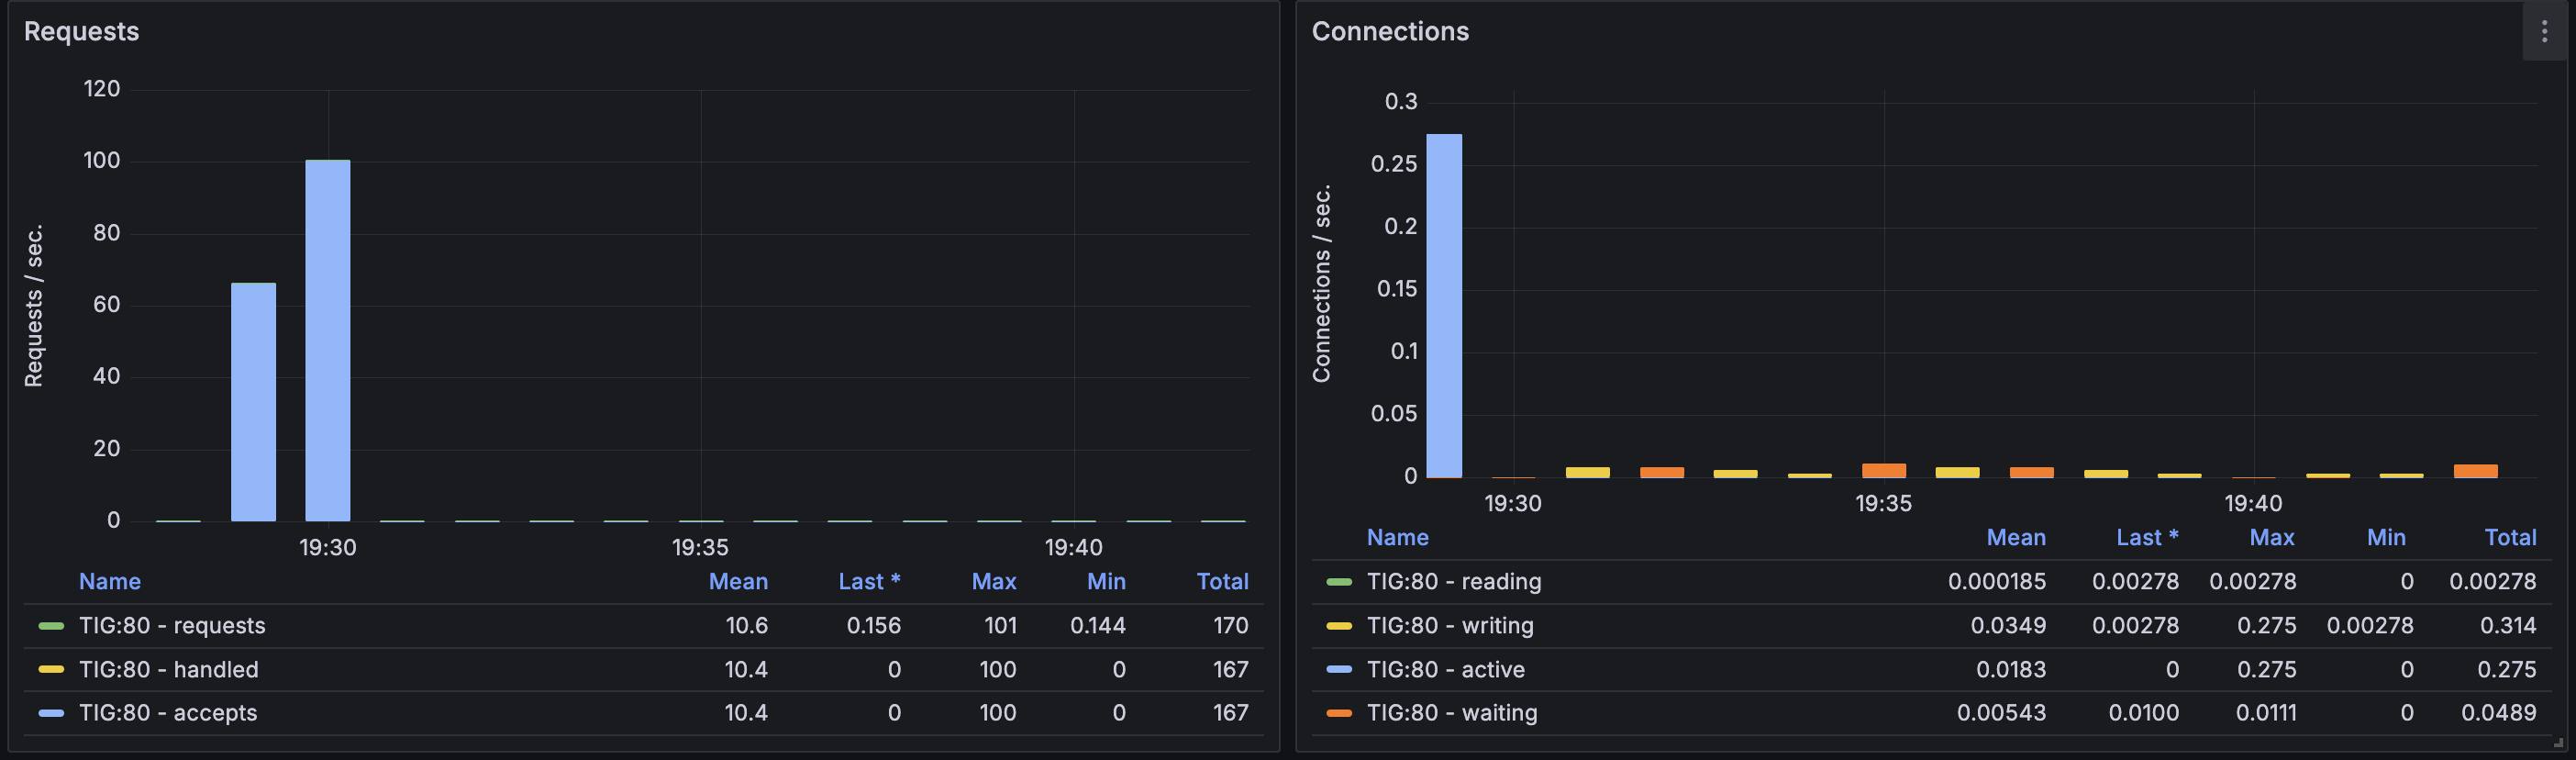 Requests
Requests / sec.
120
100
80
60
40
20
0
19:30 19:35 19:40
Name Mean Last * Max Min Total
TIG:80 - requests 10.6 0.156 101 0.144 170
TIG:80 - handled 10.4 0 100 0 167
TIG:80 - accepts 10.4 0 100 0 167
Connections
Connections / sec.
0.3
0.25
0.2
0.15
0.1
0.05
0
19:30 19:35 19:40
Name Mean Last * Max Min Total
TIG:80 - reading 0.000185 0.00278 0.00278 0 0.00278
TIG:80 - writing 0.0349 0.00278 0.275 0.00278 0.314
TIG:80 - active 0.0183 0 0.275 0 0.275
TIG:80 - waiting 0.00543 0.0100 0.0111 0 0.0489